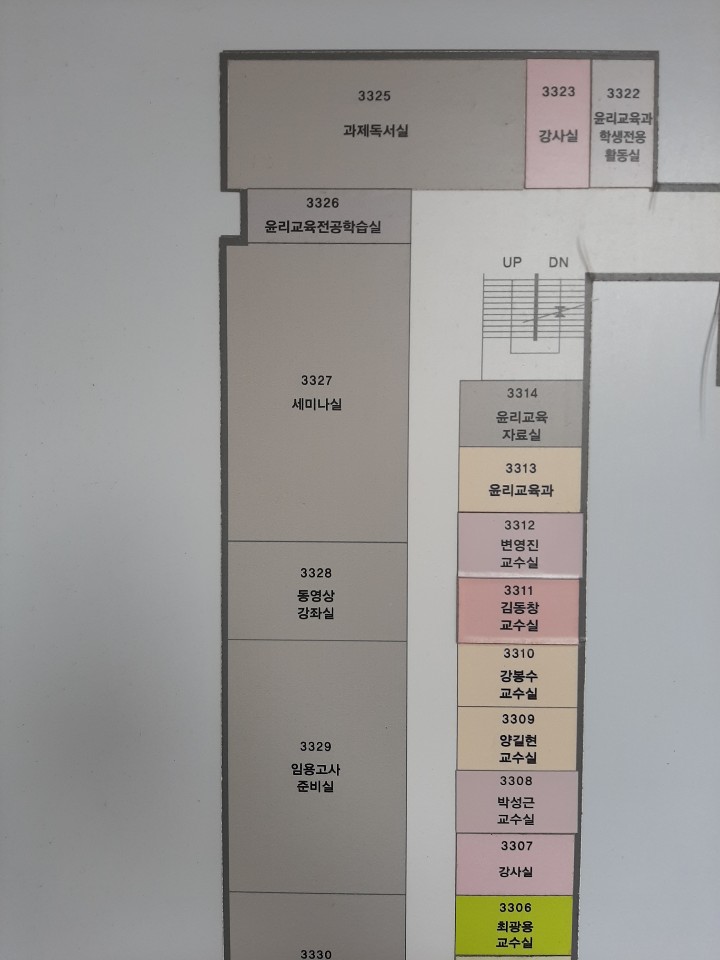 3325
과제독서실
3323
강사실
3322
윤리교육과
학생전용
활동실
3326
윤리교육전공학습실
UP DN
3327
세미나실
3314
윤리교육
자료실
3313
윤리교육과
3312
변영진
교수실
3328
동영상
강좌실
3311
김동창
교수실
3310
강봉수
교수실
3309
양길현
교수실
3329
임용고사
준비실
3308
박성근
교수실
3307
강사실
3306
최광용
교수실
3330